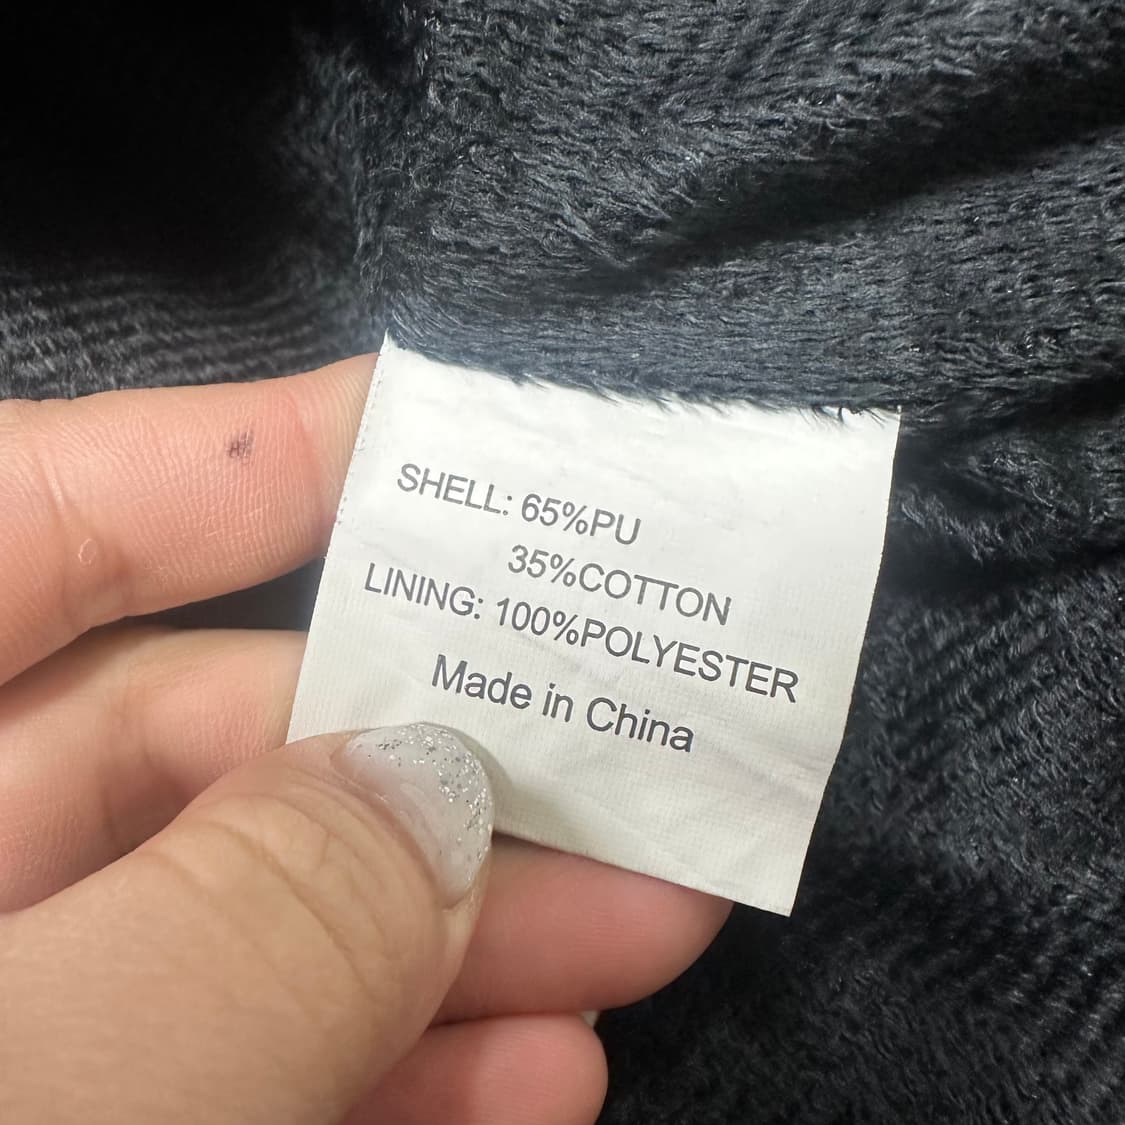 SHELL: 65%PU
35%COTTON
LINING: 100%POLYESTER
Made in China